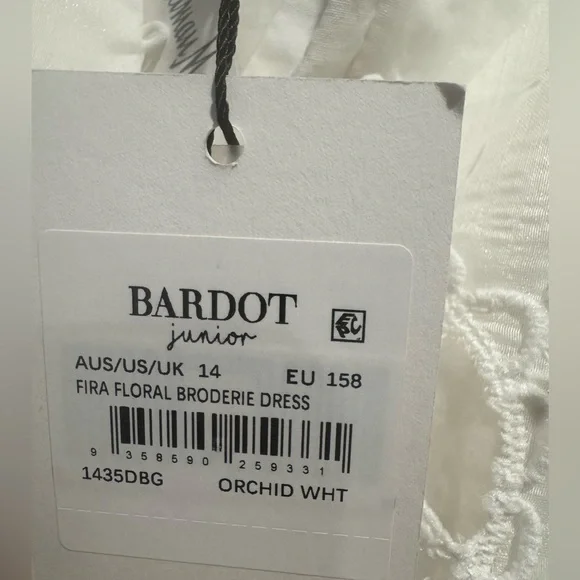 BARDOT
junior
AUS/US/UK 14 EU 158
FIRA FLORAL BRODERIE DRESS
9 358590 259331
1435DBG ORCHID WHT